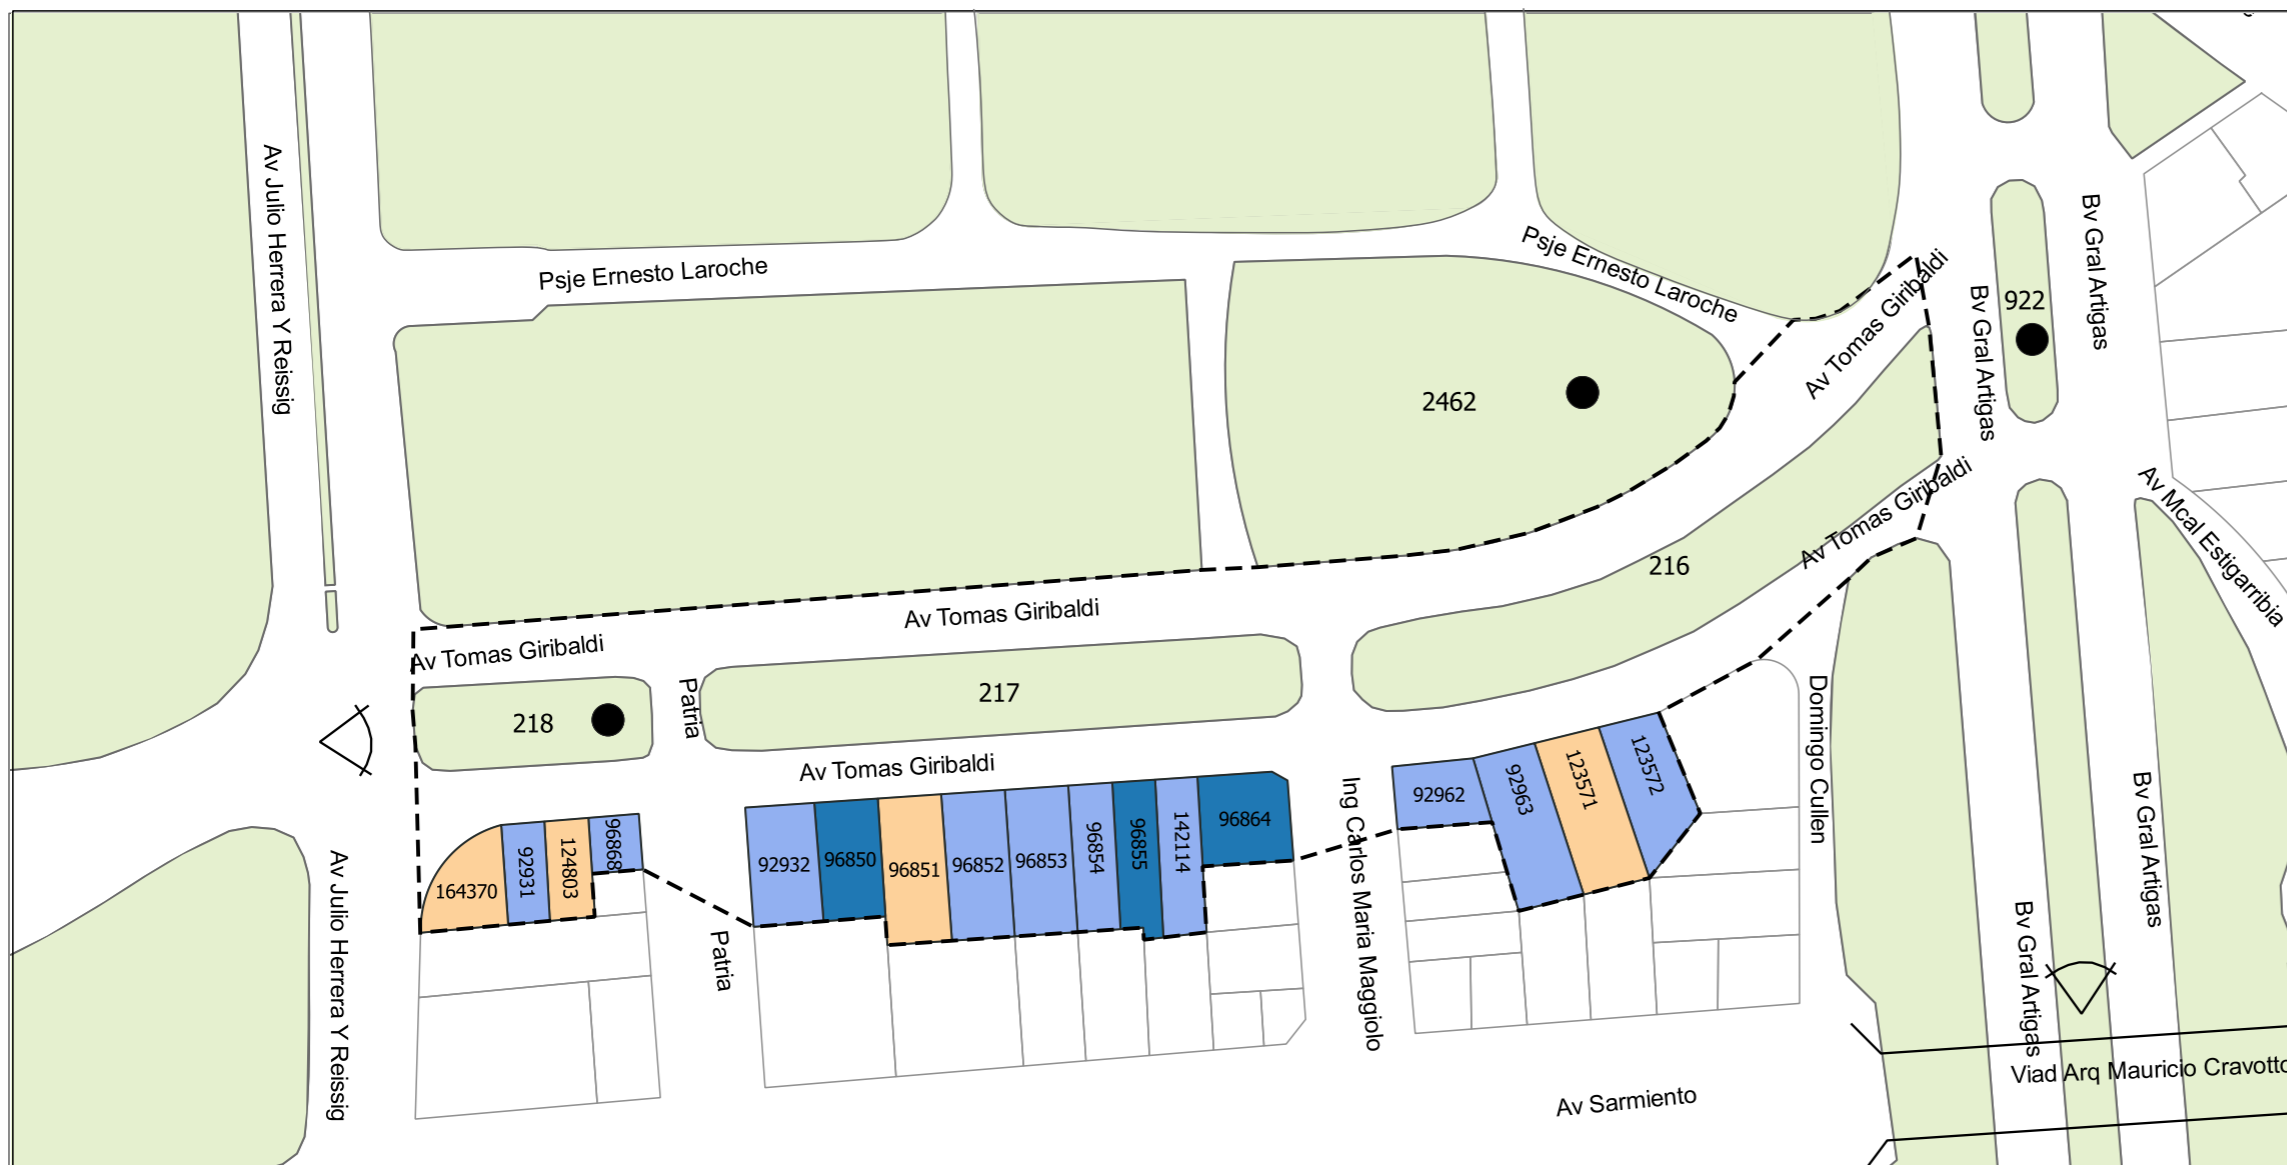 Av Julio Herrera Y Reissig
Psje Ernesto Laroche
Psje Ernesto Laroche
Av Tomas Giribaldi
Bv Gral Artigas
922
Bv Gral Artigas
2462
Av Tomas Giribaldi
Av Mcal Estigarribia
216
Av Tomas Giribaldi
Av Tomas Giribaldi
218
Patria
217
Av Tomas Giribaldi
Domingo Cullen
Bv Gral Artigas
164370
92931
124803
96868
92932
96850
96851
96852
96853
96854
96855
142114
96864
Ing Carlos Maria Maggiolo
92962
92963
123571
123572
Av Julio Herrera Y Reissig
Patria
Bv Gral Artigas
Viad Arq Mauricio Cravotto
Av Sarmiento